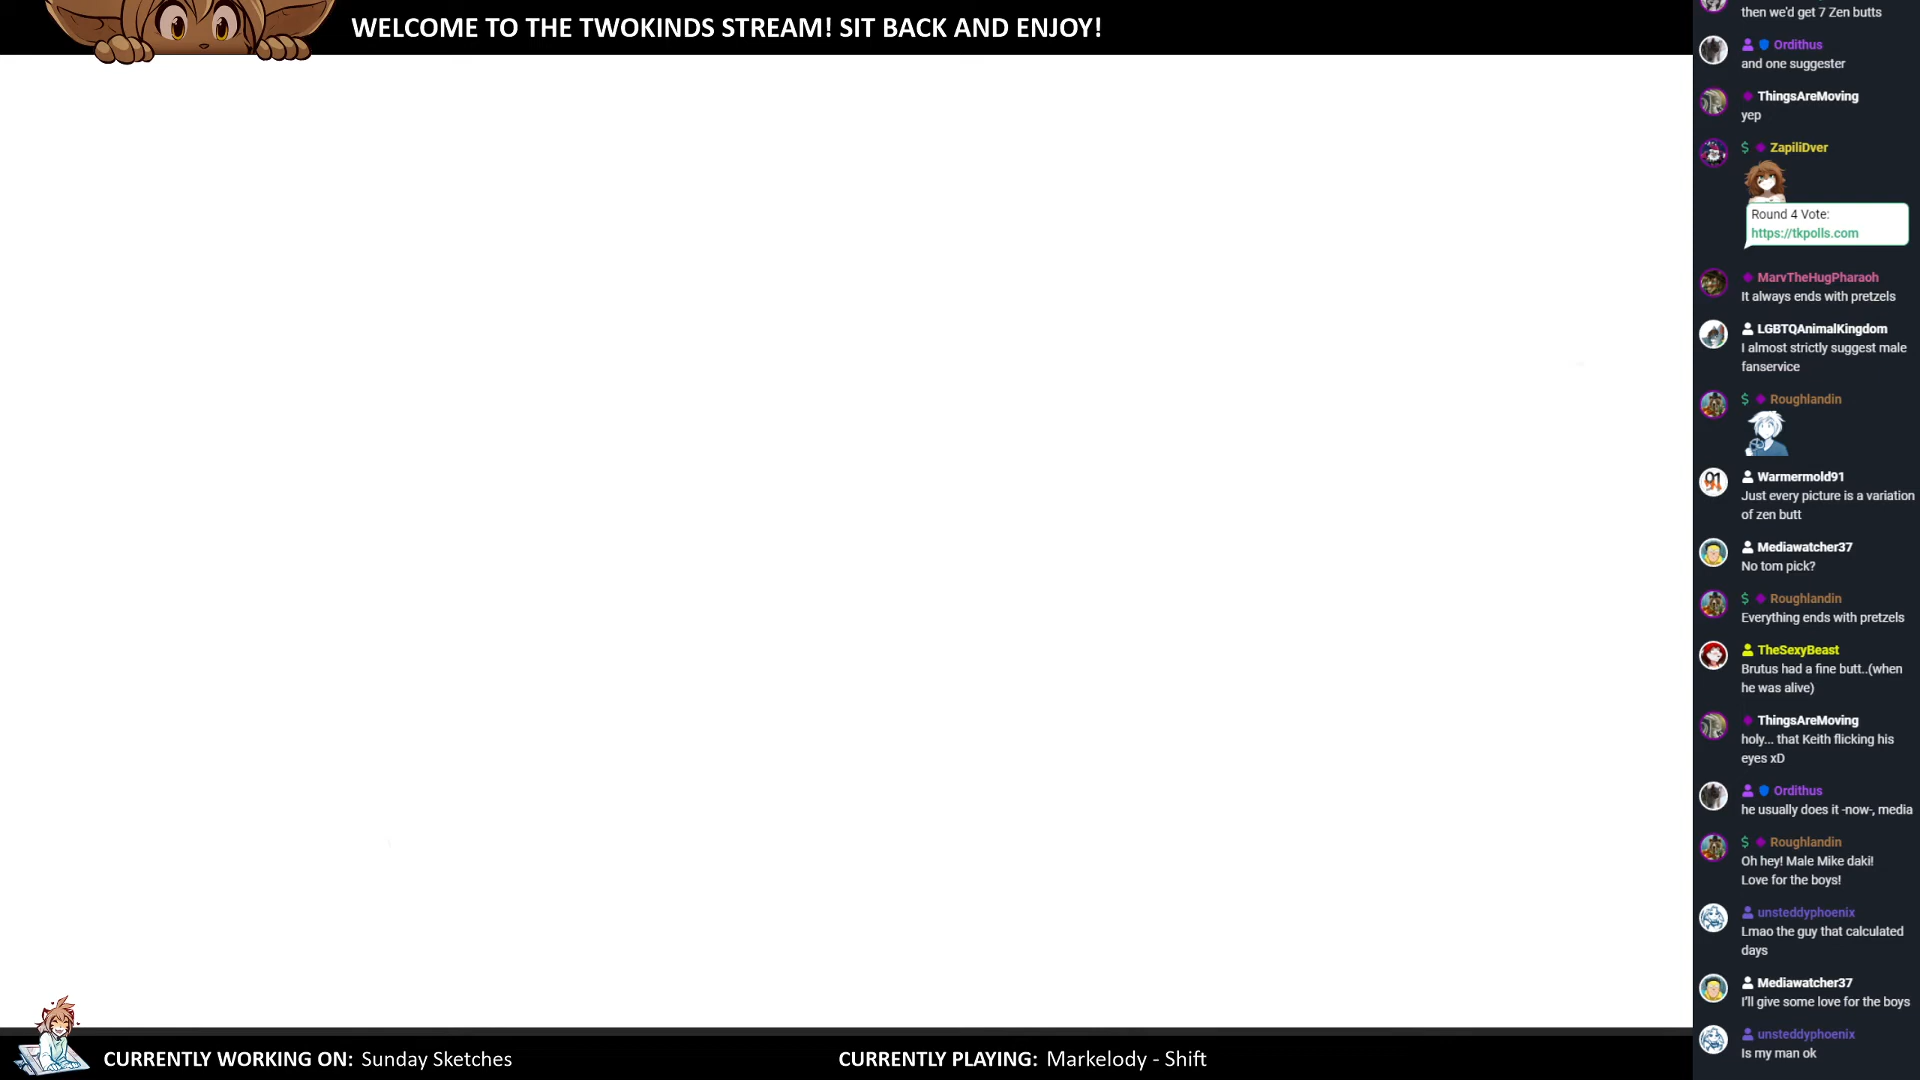 WELCOME TO THE TWOKINDS STREAM! SIT BACK AND ENJOY!
then we'd get 7 Zen butts
Ordithus
and one suggester
ThingsAreMoving
yep
$ ZapiliDver
Round 4 Vote:
https://tkpolls.com
MarvTheHugPharaoh
It always ends with pretzels
LGBTQAnimalKingdom
I almost strictly suggest male
fanservice
$ Roughlandin
Warmermold91
Just every picture is a variation
of zen butt
Mediawatcher37
No tom pick?
$ Roughlandin
Everything ends with pretzels
TheSexyBeast
Brutus had a fine butt..(when
he was alive)
ThingsAreMoving
holy... that Keith flicking his
eyes xD
Ordithus
he usually does it -now-, media
$ Roughlandin
Oh hey! Male Mike daki!
Love for the boys!
unsteddyphoenix
Lmao the guy that calculated
days
Mediawatcher37
I'll give some love for the boys
unsteddyphoenix
Is my man ok
CURRENTLY WORKING ON: Sunday Sketches
CURRENTLY PLAYING: Markelody - Shift